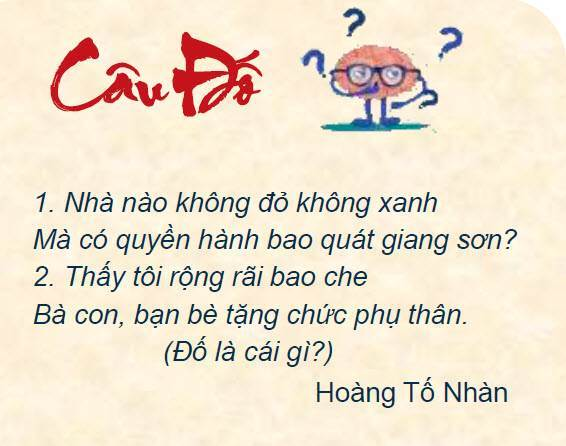 Câu Đố
1. Nhà nào không đỏ không xanh
Mà có quyền hành bao quát giang sơn?
2. Thấy tôi rộng rãi bao che
Bà con, bạn bè tặng chức phụ thân.
(Đố là cái gì?)
Hoàng Tố Nhàn